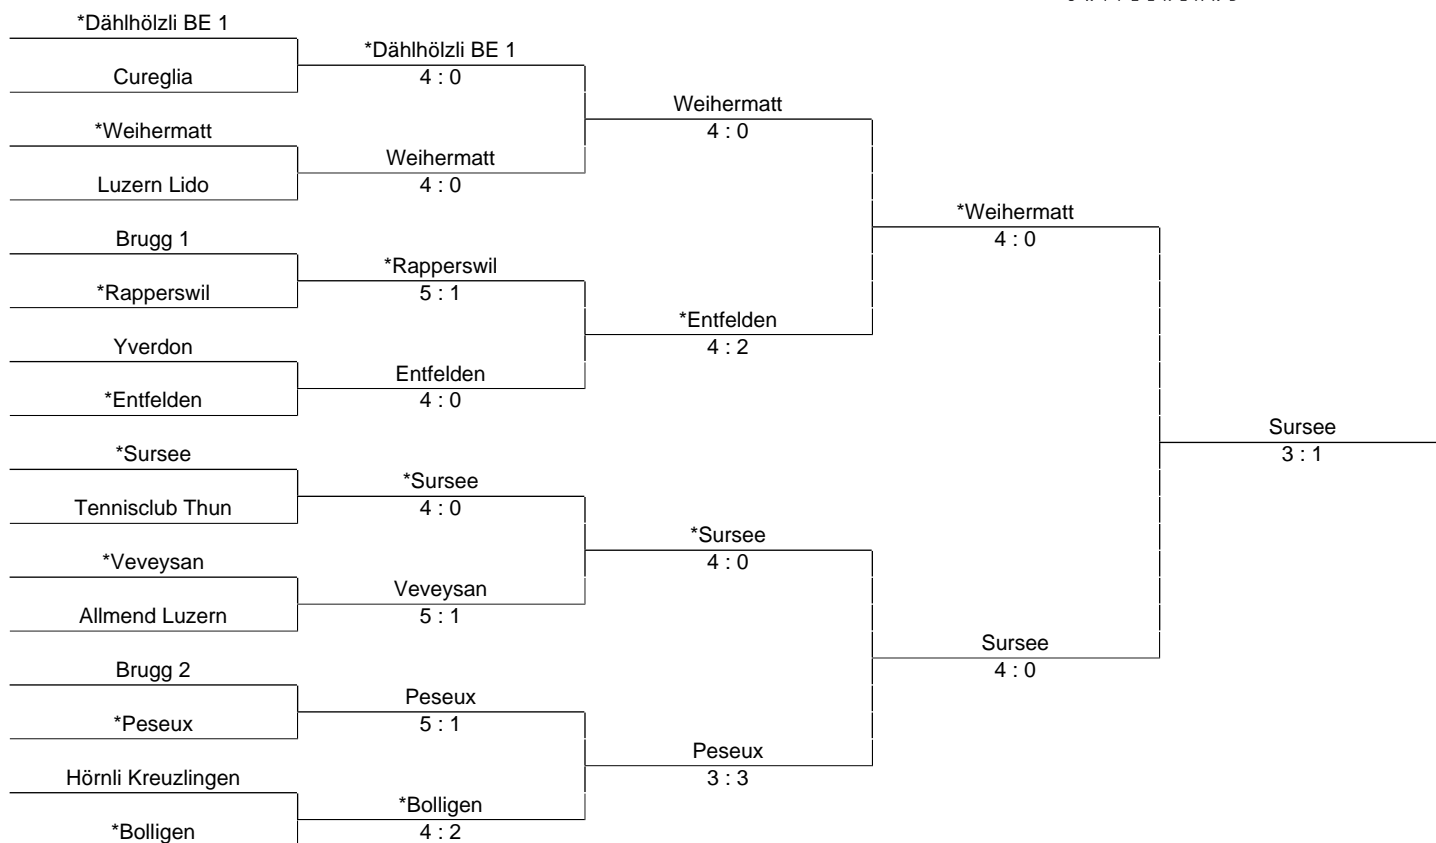 *Dählhölzli BE 1
*Dählhölzli BE 1
Cureglia
4 : 0
Weihermatt
*Weihermatt
4 : 0
Weihermatt
Luzern Lido
4 : 0
*Weihermatt
Brugg 1
4 : 0
*Rapperswil
*Rapperswil
5 : 1
*Entfelden
Yverdon
4 : 2
Entfelden
*Entfelden
4 : 0
Sursee
*Sursee
3 : 1
*Sursee
Tennisclub Thun
4 : 0
*Sursee
*Veveysan
4 : 0
Veveysan
Allmend Luzern
5 : 1
Sursee
Brugg 2
4 : 0
Peseux
*Peseux
5 : 1
Peseux
Hörnli Kreuzlingen
3 : 3
*Bolligen
*Bolligen
4 : 2